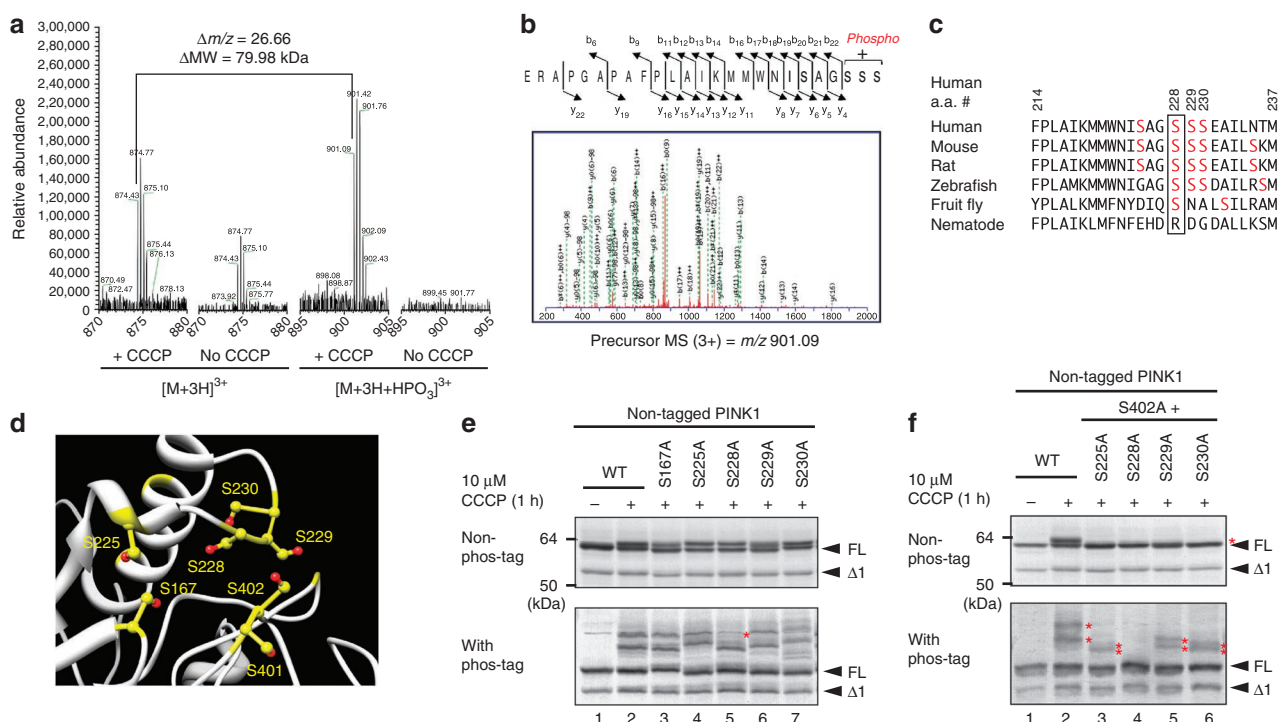 a
Δm/z = 26.66
ΔMW = 79.98 kDa
Relative abundance
3,00,000
2,80,000
2,60,000
2,40,000
2,20,000
2,00,000
1,80,000
1,60,000
1,40,000
1,20,000
1,00,000
80,000
60,000
40,000
20,000
874.77
874.43
875.10
875.44
876.13
870.49
872.47
878.13
874.77
874.43
875.10
873.92
875.44
875.77
901.42
901.76
901.09
902.09
902.43
898.08
898.87
899.45
901.77
870 875 880 870 875 880 895 900 905 895 900 905
+ CCCP No CCCP + CCCP No CCCP
[M+3H]3+ [M+3H+HPO3]3+
b
b6 b9 b11 b12 b13 b14 b16 b17 b18 b19 b20 b21 b22 Phospho
+
E R A P G A P A F P L A I K M M W N I S A G S S S
y22 y19 y16 y15 y14 y13 y12 y11 y8 y7 y6 y5 y4
200 400 600 800 1000 1200 1400 1600 1800 2000
Precursor MS (3+) = m/z 901.09
c
Human
a.a. #
214 228 229 230 237
Human FPLAIKMMWNISAG S SSEAILNTM
Mouse FPLAIKMMWNISAG S SSEAILSKM
Rat FPLAIKMMWNISAG S SSEAILSKM
Zebrafish FPLAMKMMWNIGAG S SSDAILRSM
Fruit fly YPLALKMMFNYDIQ S NALSILRAM
Nematode FPLAIKLMFNFEHD R DGDALLKSM
d
S230
S225
S229
S228
S167
S402
S401
e
Non-tagged PINK1
WT S167A S225A S228A S229A S230A
10 μM
CCCP (1 h) – + + + + + +
Non-
phos-tag
64
50
FL
Δ1
(kDa)
With
phos-tag
*
FL
Δ1
1 2 3 4 5 6 7
f
Non-tagged PINK1
S402A +
WT S225A S228A S229A S230A
10 μM
CCCP (1 h) – + + + + +
Non-
phos-tag
64
50
*
FL
Δ1
(kDa)
With
phos-tag
* * * * * * * *
FL
Δ1
1 2 3 4 5 6